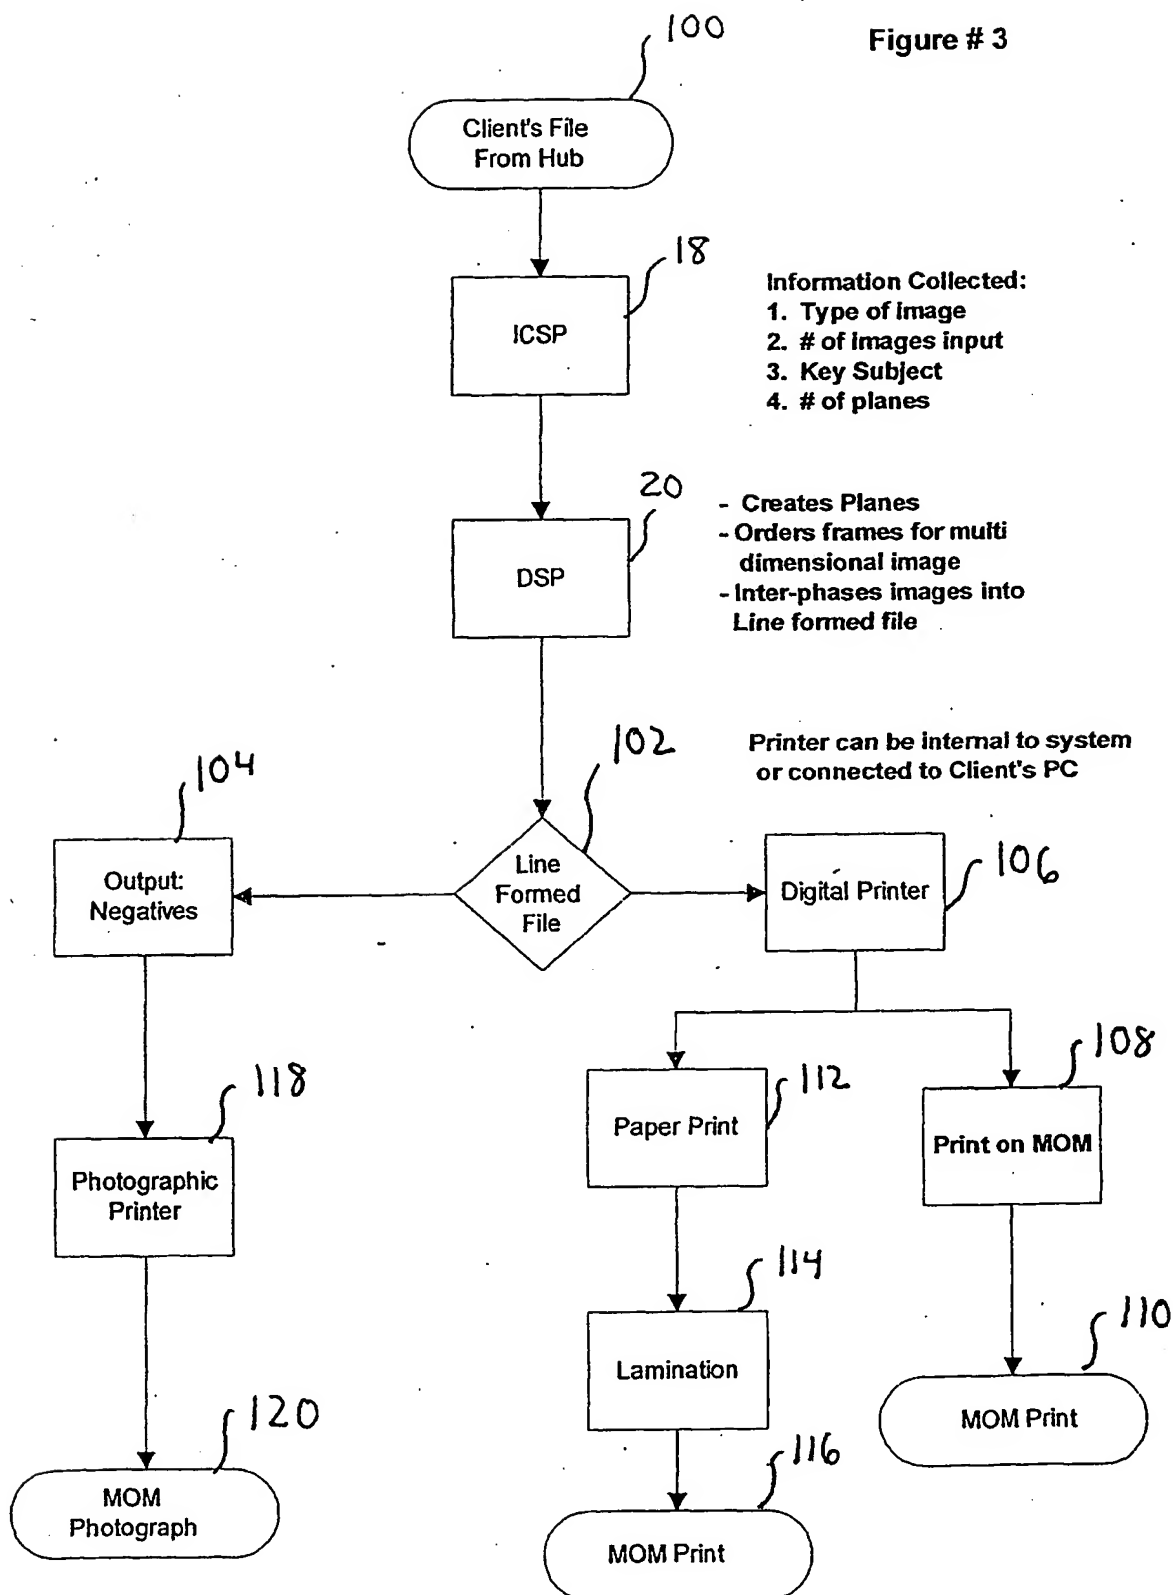 Figure # 3
100
Client's File
From Hub
18
ICSP
Information Collected:
1. Type of image
2. # of images input
3. Key Subject
4. # of planes
20
DSP
- Creates Planes
- Orders frames for multi
dimensional image
- Inter-phases images into
Line formed file
102
Line
Formed
File
Printer can be internal to system
or connected to Client's PC
104
Output:
Negatives
106
Digital Printer
118
Photographic
Printer
112
Paper Print
108
Print on MOM
114
Lamination
110
MOM Print
120
MOM
Photograph
116
MOM Print